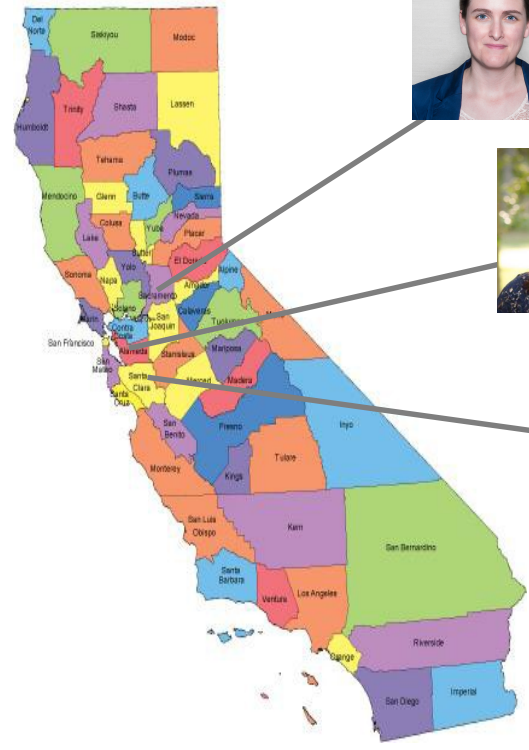 Del
Norte
Siskiyou
Modoc
Humboldt
Trinity
Shasta
Lassen
Tehama
Plumas
Mendocino
Glenn
Butte
Sierra
Colusa
Yuba
Nevada
Lake
Placer
Sutter
El Dorado
Sonoma
Napa
Yolo
Alpine
Sacramento
Amador
Solano
Marin
Calaveras
San
Joaquin
Tuolumne
Contra
Costa
San Francisco
Alameda
Stanislaus
Mariposa
San
Mateo
Santa
Clara
Merced
Madera
Santa
Cruz
San
Benito
Fresno
Inyo
Monterey
Kings
Tulare
San Luis
Obispo
Kern
San Bernardino
Santa
Barbara
Ventura
Los Angeles
Orange
Riverside
San Diego
Imperial